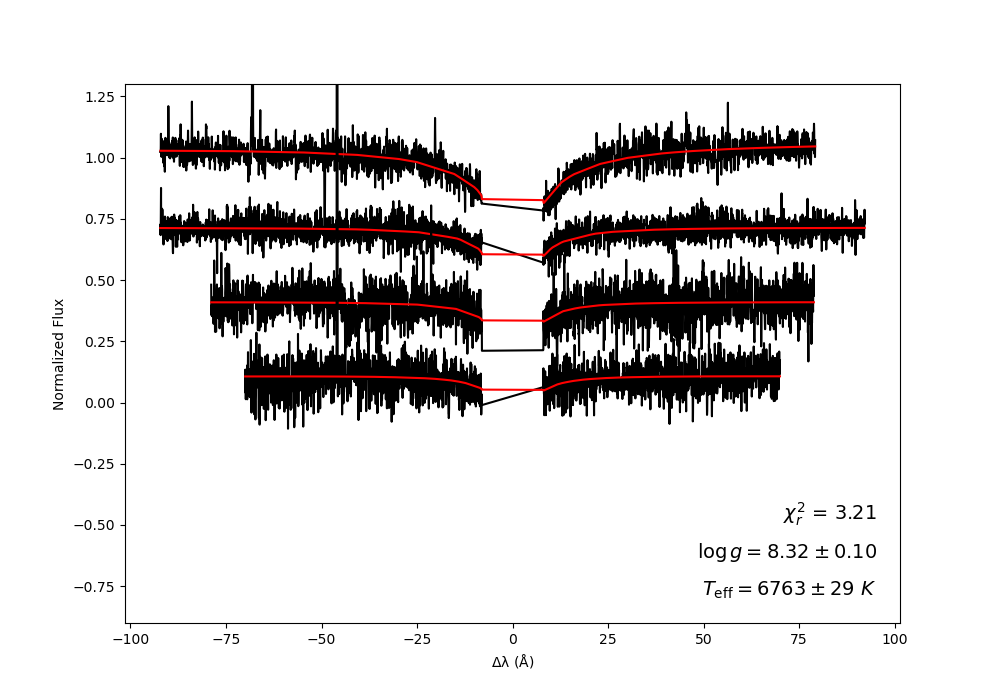 1.25
1.00
0.75
0.50
0.25
0.00
−0.25
−0.50
−0.75
Normalized Flux
χ²ᵣ = 3.21
log g = 8.32 ± 0.10
T_eff = 6763 ± 29 K
−100 −75 −50 −25 0 25 50 75 100
Δλ (Å)